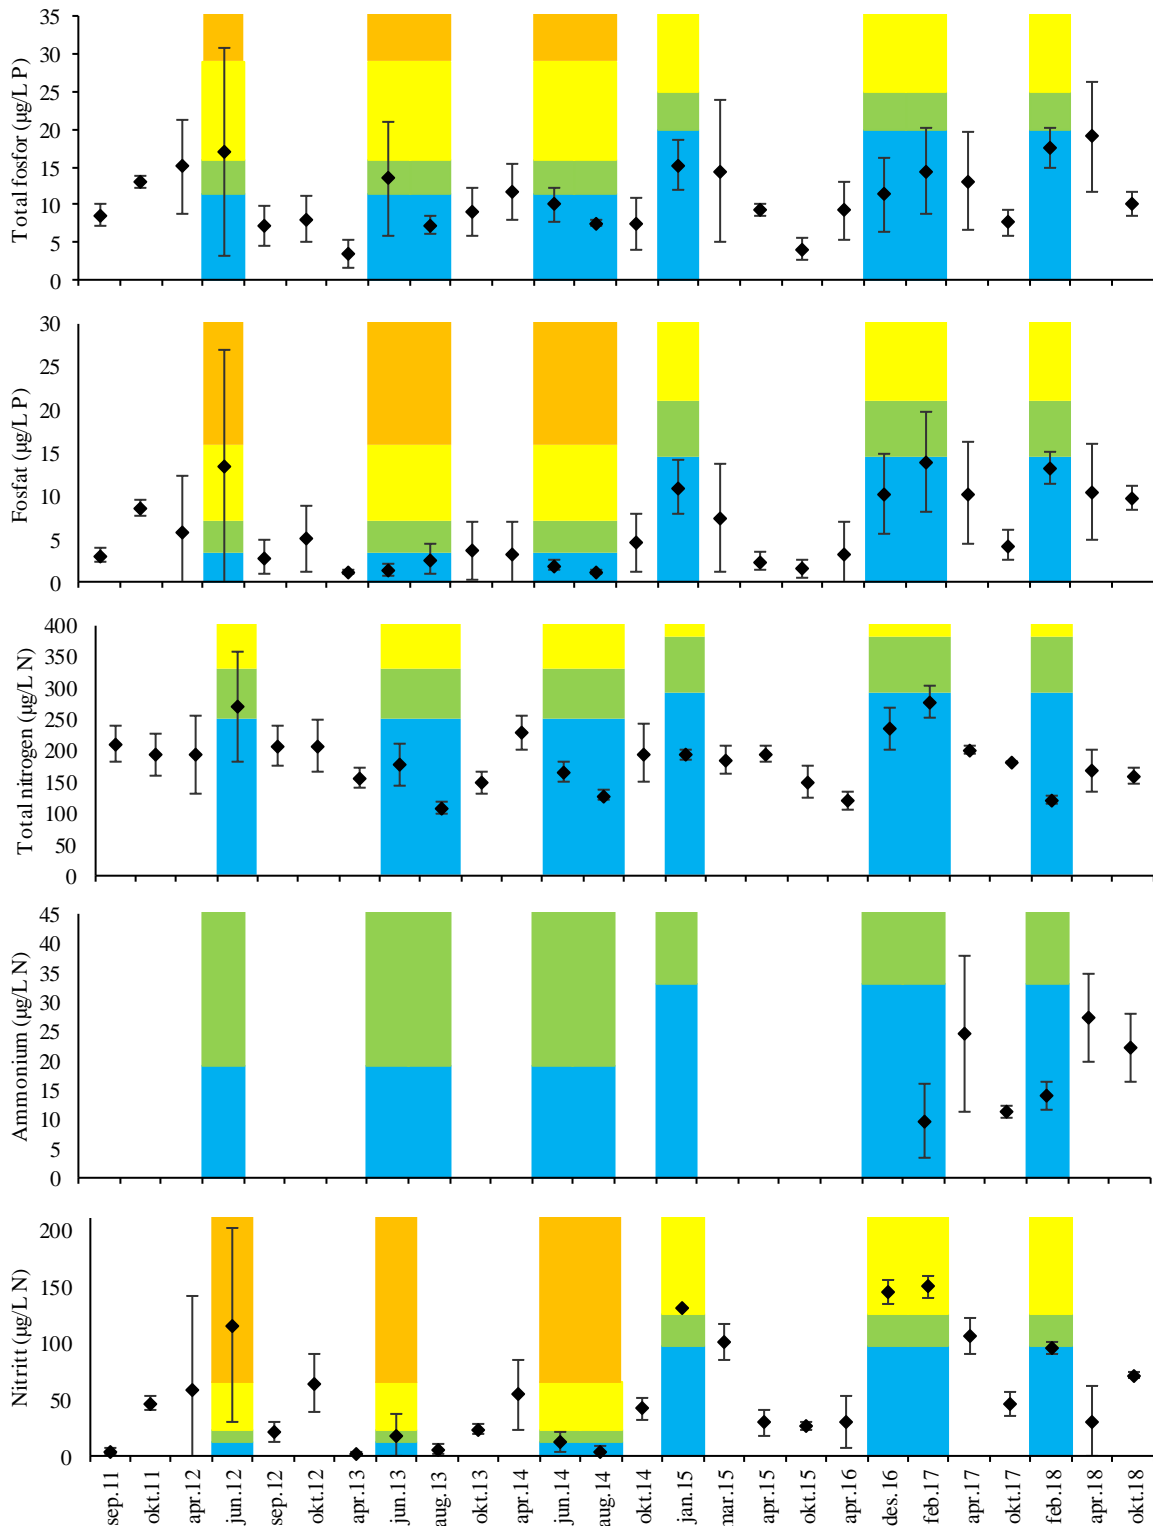 Total fosfor (µg/L P)
35
30
25
20
15
10
5
0
Fosfat (µg/L P)
30
25
20
15
10
5
0
Total nitrogen (µg/L N)
400
350
300
250
200
150
100
50
0
Ammonium (µg/L N)
45
40
35
30
25
20
15
10
5
0
Nitritt (µg/L N)
200
150
100
50
0
sep.11
okt.11
apr.12
jun.12
sep.12
okt.12
apr.13
jun.13
aug.13
okt.13
apr.14
jun.14
aug.14
okt.14
jan.15
mar.15
apr.15
okt.15
apr.16
des.16
feb.17
apr.17
okt.17
feb.18
apr.18
okt.18